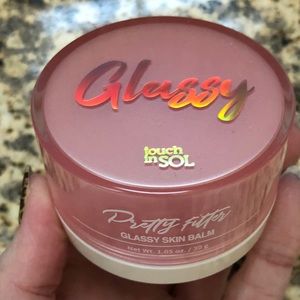 Glassy
touch
in SOL
Pretty Filter
GLASSY SKIN BALM
Net Wt. 1.05 oz / 30 g